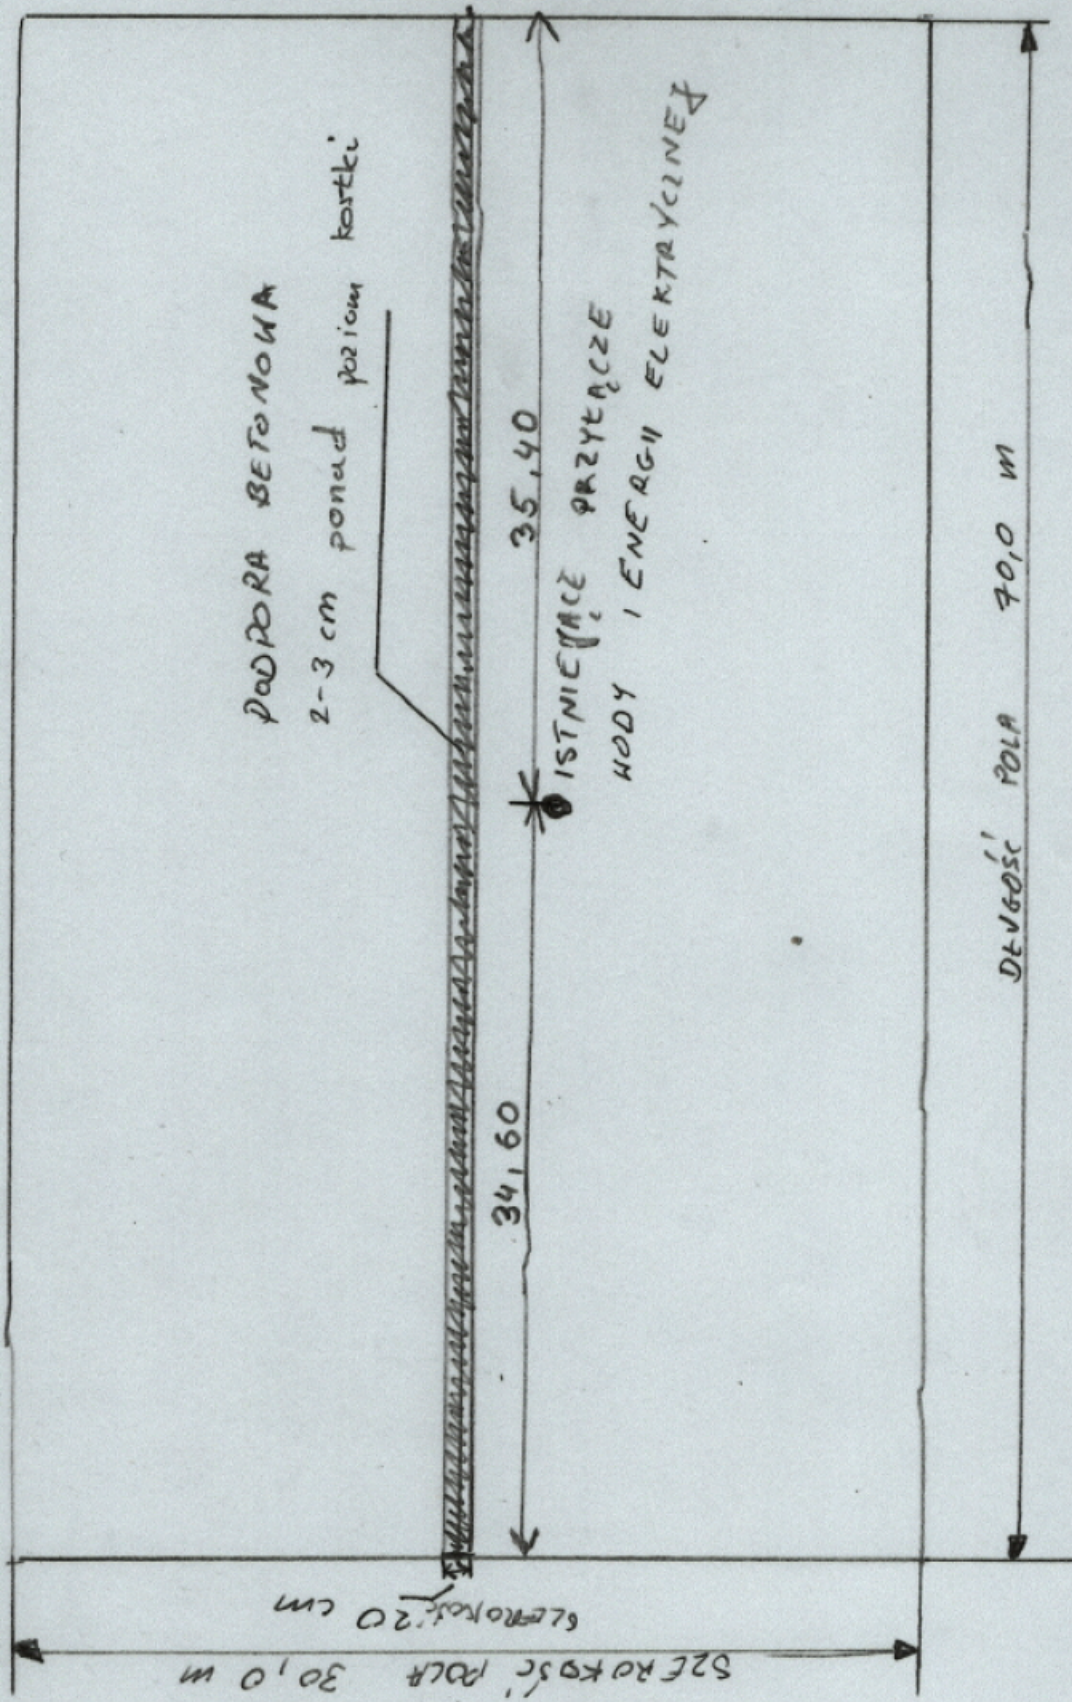 PODPORA BETONOWA
2-3 cm ponad poziom kostki
35,40
ISTNIEJĄCE PRZYŁĄCZE
WODY I ENERGII ELEKTRYCZNEJ
34,60
DŁUGOŚĆ POLA 70,0 m
SZEROKOŚĆ 20 cm
SZEROKOŚĆ POLA 30,0 m